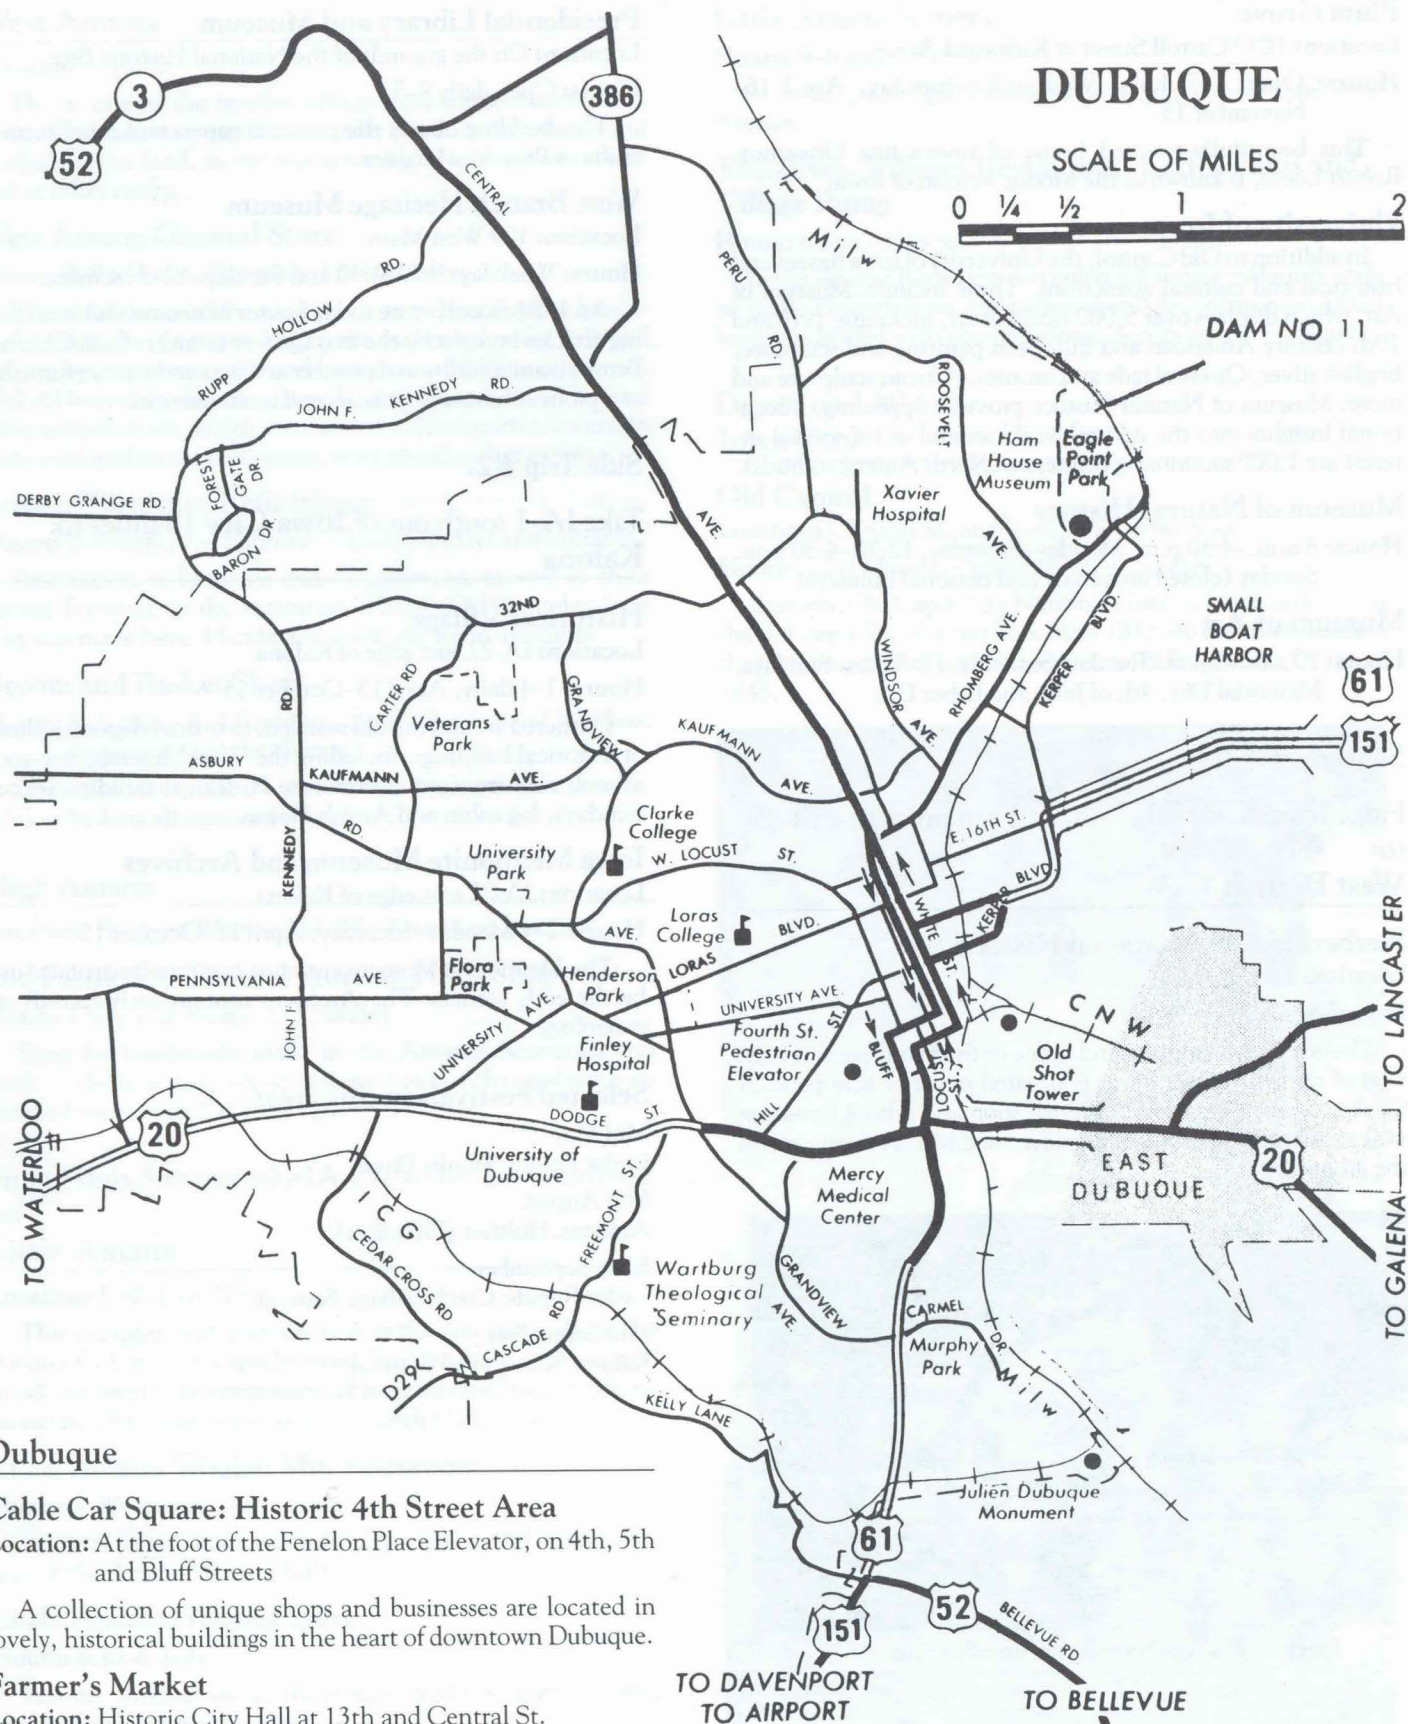 DUBUQUE
SCALE OF MILES
0 ¼ ½ 1 2
3
52
386
CENTRAL
AVE.
PERU
RD.
Milw
DAM NO 11
HOLLOW
RD.
RUPP
JOHN F. KENNEDY RD.
ROOSEVELT
AVE.
Ham
House
Museum
Eagle
Point
Park
Xavier
Hospital
FOREST
LAKE
DR.
DERBY GRANGE RD.
BARON
32ND
SMALL
BOAT
HARBOR
61
151
WINDSOR
AVE.
RHOMBERG AVE.
KERPER BLVD.
CARTER RD
GRANDVIEW
Veterans
Park
KAUFMANN
AVE.
RD.
ASBURY
KAUFMANN
AVE.
RD
Clarke
College
E. 16TH ST.
University
Park
W. LOCUST
ST.
KERPER BLVD
KENNEDY
Loras
College
BLVD.
WHITE
ST.
AVE.
LORAS
Flora
Park
Henderson
Park
PENNSYLVANIA
AVE.
UNIVERSITY AVE.
UNIVERSITY
AVE
Fourth St.
Pedestrian
Elevator
ST.
BLUFF
LOCUST
ST.
CNW
Old
Shot
Tower
Finley
Hospital
JOHN F.
HILL
DODGE
ST
TO LANCASTER
TO WATERLOO
20
University of
Dubuque
Mercy
Medical
Center
EAST
DUBUQUE
20
ICG
CEDAR CROSS RD
FREEMONT
ST.
Wartburg
Theological
Seminary
GRANDVIEW
AVE
CARMEL
DR.
Murphy
Park
Milw
TO GALENA
D29
CASCADE
RD
KELLY LANE
Julien Dubuque
Monument
61
52
151
BELLEVUE RD
TO DAVENPORT
TO AIRPORT
TO BELLEVUE
Dubuque
Cable Car Square: Historic 4th Street Area
Location: At the foot of the Fenelon Place Elevator, on 4th, 5th
and Bluff Streets
A collection of unique shops and businesses are located in
lovely, historical buildings in the heart of downtown Dubuque.
Farmer's Market
Location: Historic City Hall at 13th and Central St.